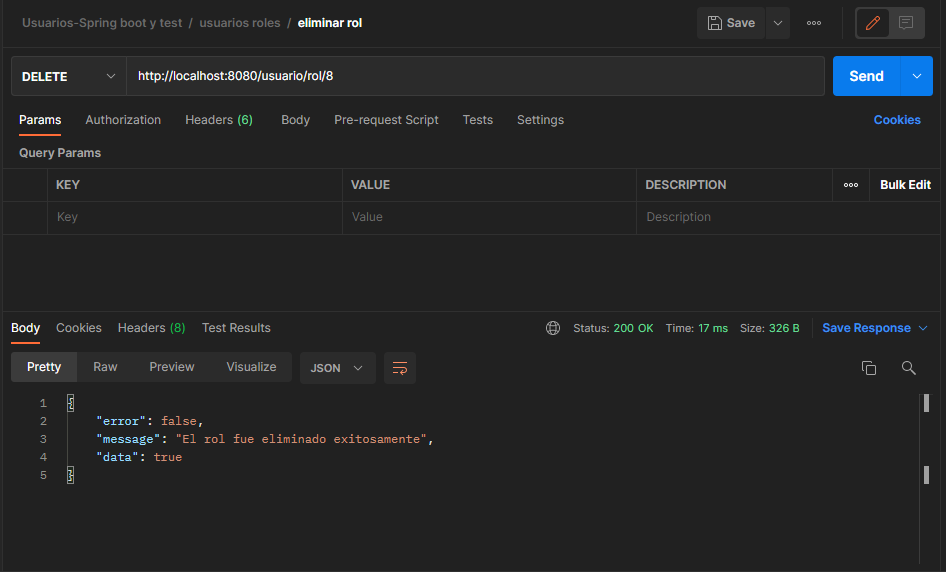 Usuarios-Spring boot y test / usuarios roles / eliminar rol
Save
DELETE
http://localhost:8080/usuario/rol/8
Send
Params
Authorization
Headers (6)
Body
Pre-request Script
Tests
Settings
Cookies
Query Params
KEY
VALUE
DESCRIPTION
Bulk Edit
Key
Value
Description
Body
Cookies
Headers (8)
Test Results
Status: 200 OK
Time: 17 ms
Size: 326 B
Save Response
Pretty
Raw
Preview
Visualize
JSON
1 {
2 "error": false,
3 "message": "El rol fue eliminado exitosamente",
4 "data": true
5 }